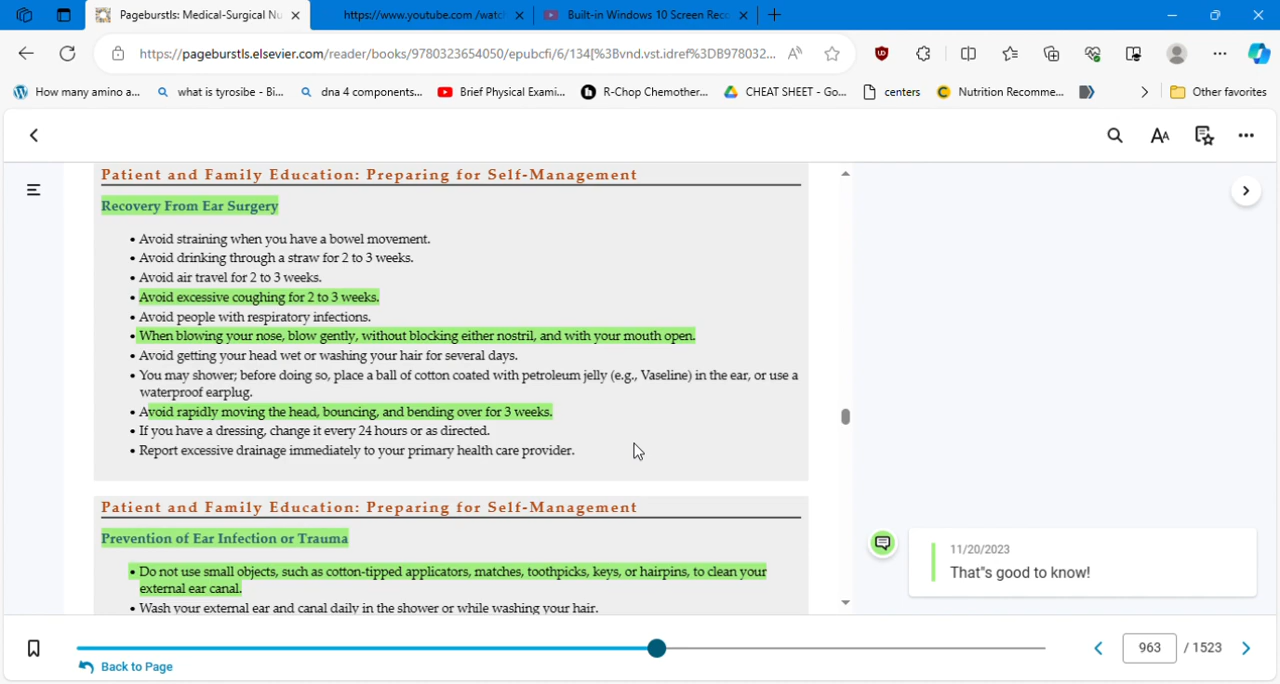 Pageburstls: Medical-Surgical Nu
https://www.youtube.com/watc
Built-in Windows 10 Screen Rec
https://pageburstls.elsevier.com/reader/books/9780323654050/epubcfi/6/134[%3Bvnd.vst.idref%3DB978032...
How many amino a...
what is tyrosibe - Bi...
dna 4 components...
Brief Physical Exami...
R-Chop Chemother...
CHEAT SHEET - Go...
centers
Nutrition Recomme...
Other favorites
Patient and Family Education: Preparing for Self-Management
Recovery From Ear Surgery
• Avoid straining when you have a bowel movement.
• Avoid drinking through a straw for 2 to 3 weeks.
• Avoid air travel for 2 to 3 weeks.
• Avoid excessive coughing for 2 to 3 weeks.
• Avoid people with respiratory infections.
• When blowing your nose, blow gently, without blocking either nostril, and with your mouth open.
• Avoid getting your head wet or washing your hair for several days.
• You may shower; before doing so, place a ball of cotton coated with petroleum jelly (e.g., Vaseline) in the ear, or use a
waterproof earplug.
• Avoid rapidly moving the head, bouncing, and bending over for 3 weeks.
• If you have a dressing, change it every 24 hours or as directed.
• Report excessive drainage immediately to your primary health care provider.
Patient and Family Education: Preparing for Self-Management
Prevention of Ear Infection or Trauma
• Do not use small objects, such as cotton-tipped applicators, matches, toothpicks, keys, or hairpins, to clean your
external ear canal.
• Wash your external ear and canal daily in the shower or while washing your hair.
11/20/2023
That"s good to know!
963 / 1523
Back to Page